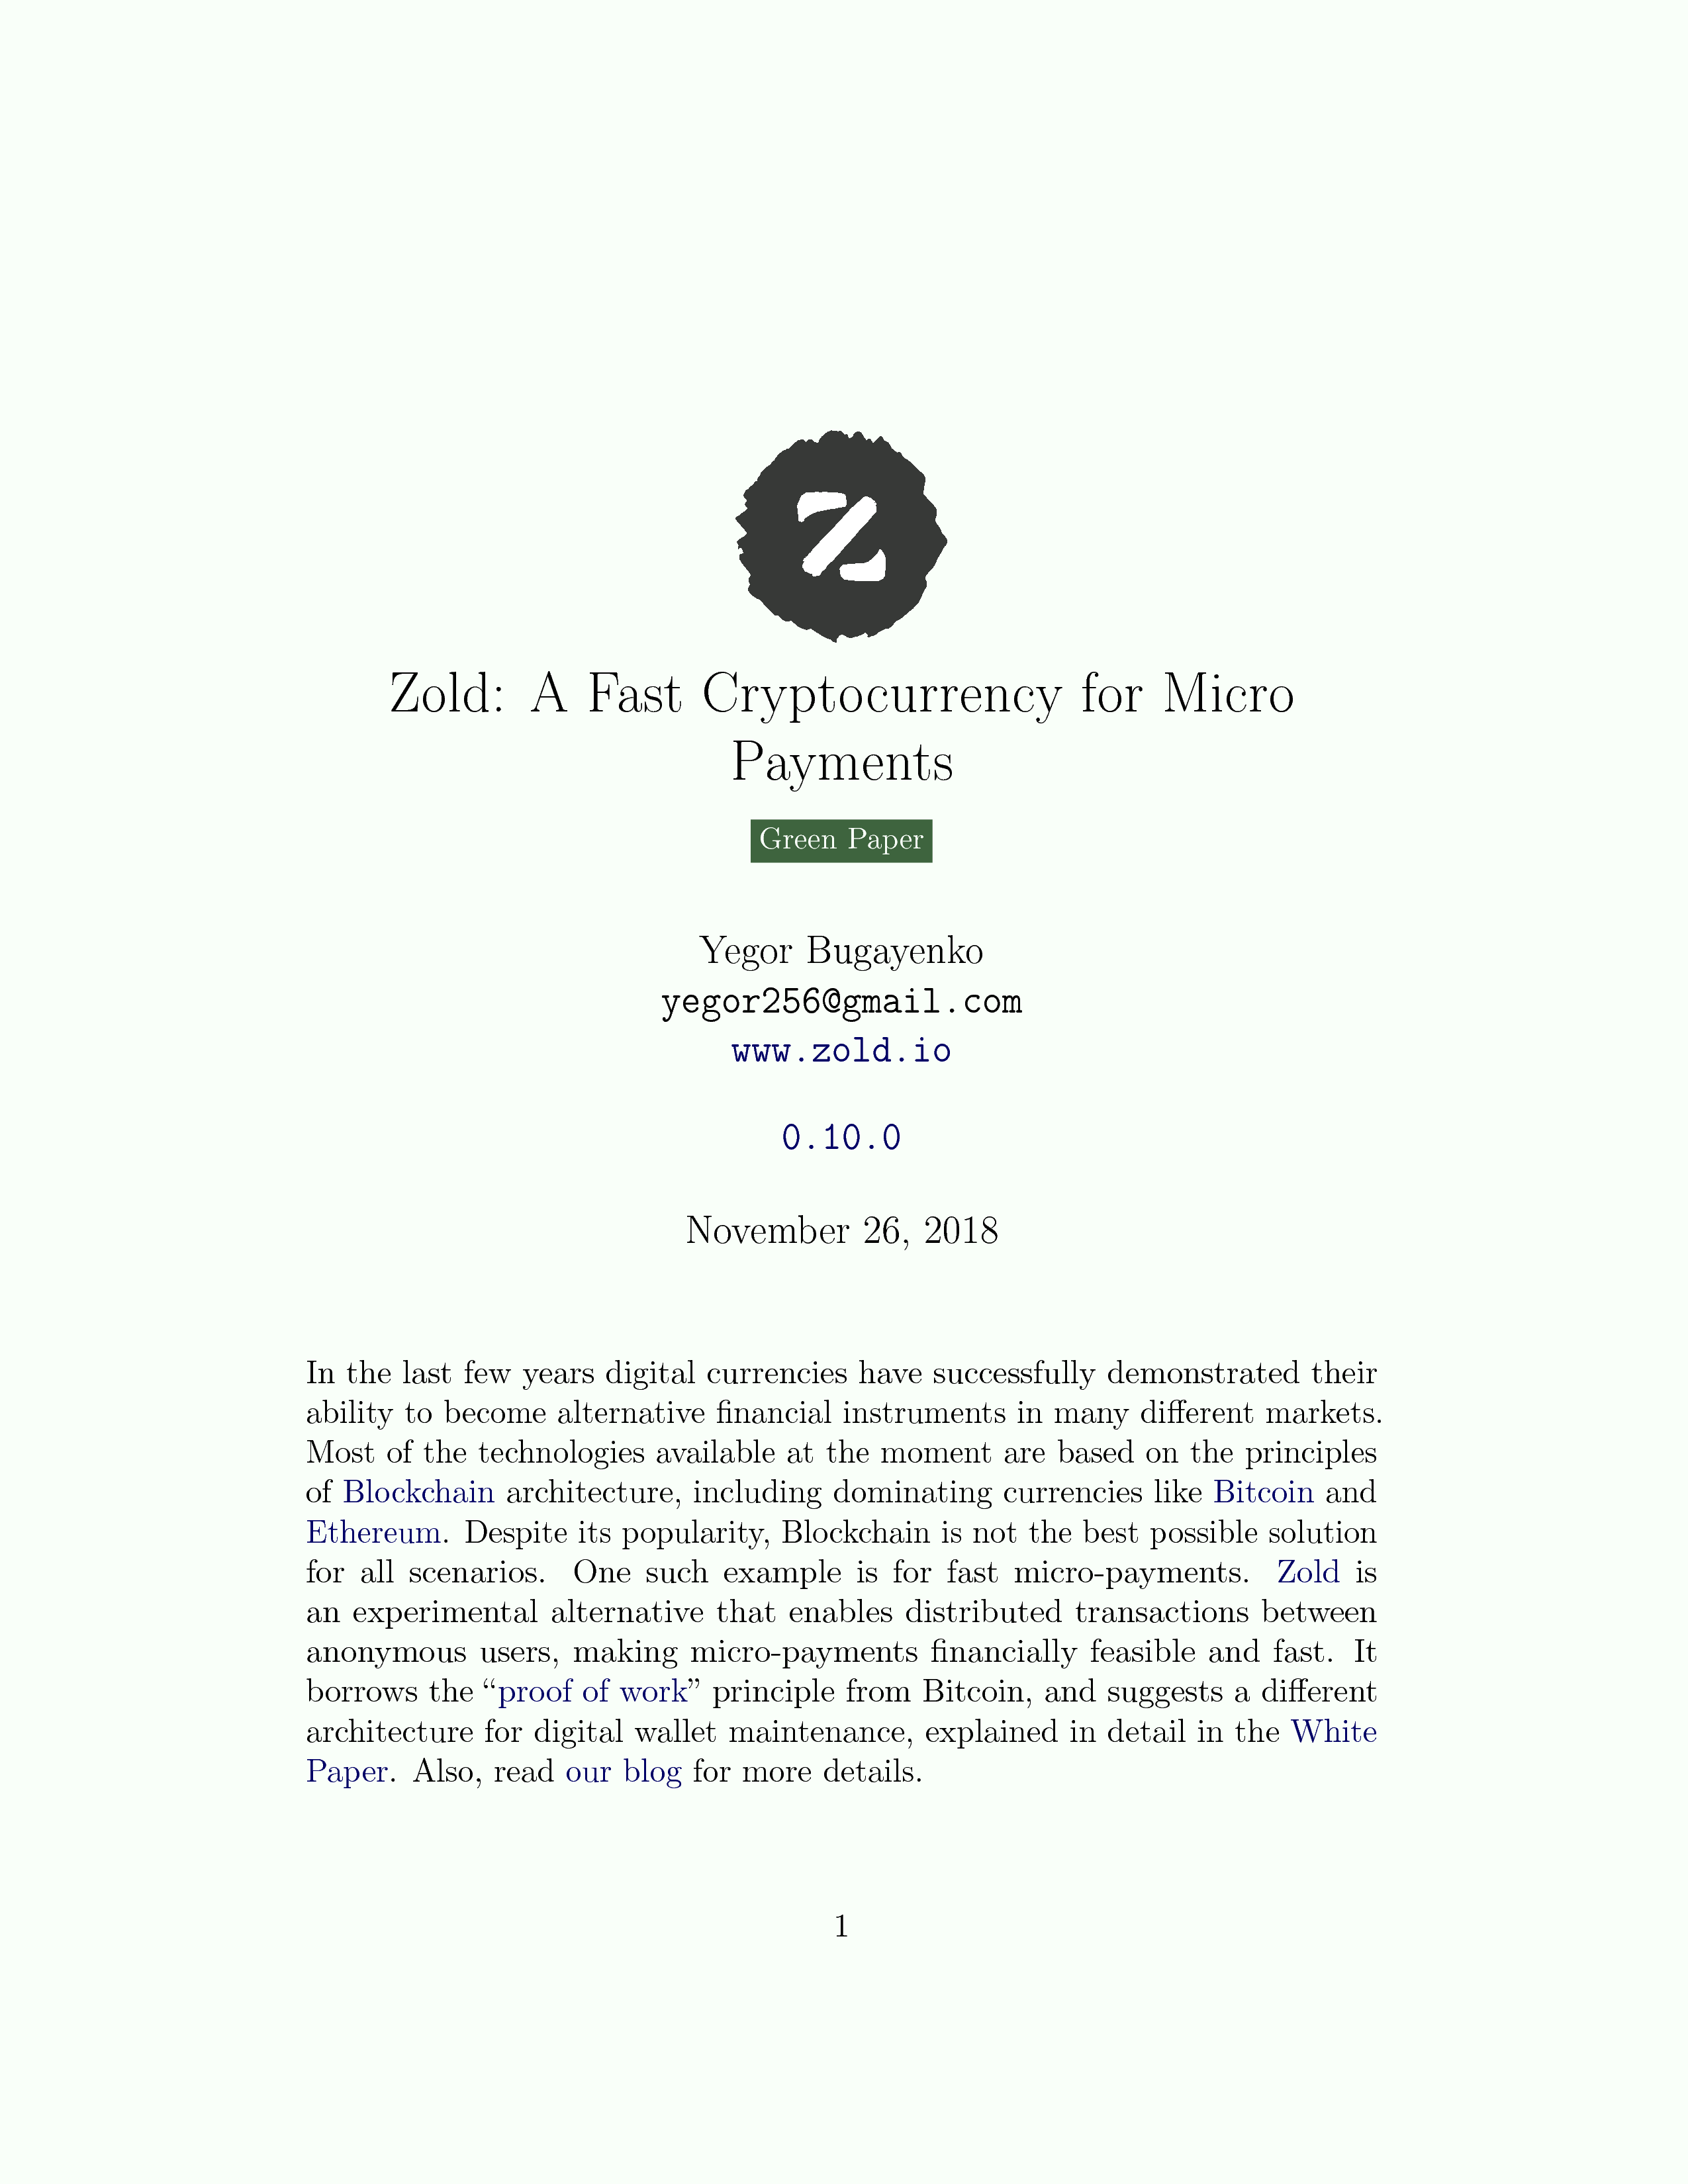 Z
Zold: A Fast Cryptocurrency for Micro
Payments
Green Paper
Yegor Bugayenko
yegor256@gmail.com
www.zold.io
0.10.0
November 26, 2018
In the last few years digital currencies have successfully demonstrated their
ability to become alternative financial instruments in many different markets.
Most of the technologies available at the moment are based on the principles
of Blockchain architecture, including dominating currencies like Bitcoin and
Ethereum. Despite its popularity, Blockchain is not the best possible solution
for all scenarios. One such example is for fast micro-payments. Zold is
an experimental alternative that enables distributed transactions between
anonymous users, making micro-payments financially feasible and fast. It
borrows the “proof of work” principle from Bitcoin, and suggests a different
architecture for digital wallet maintenance, explained in detail in the White
Paper. Also, read our blog for more details.
1